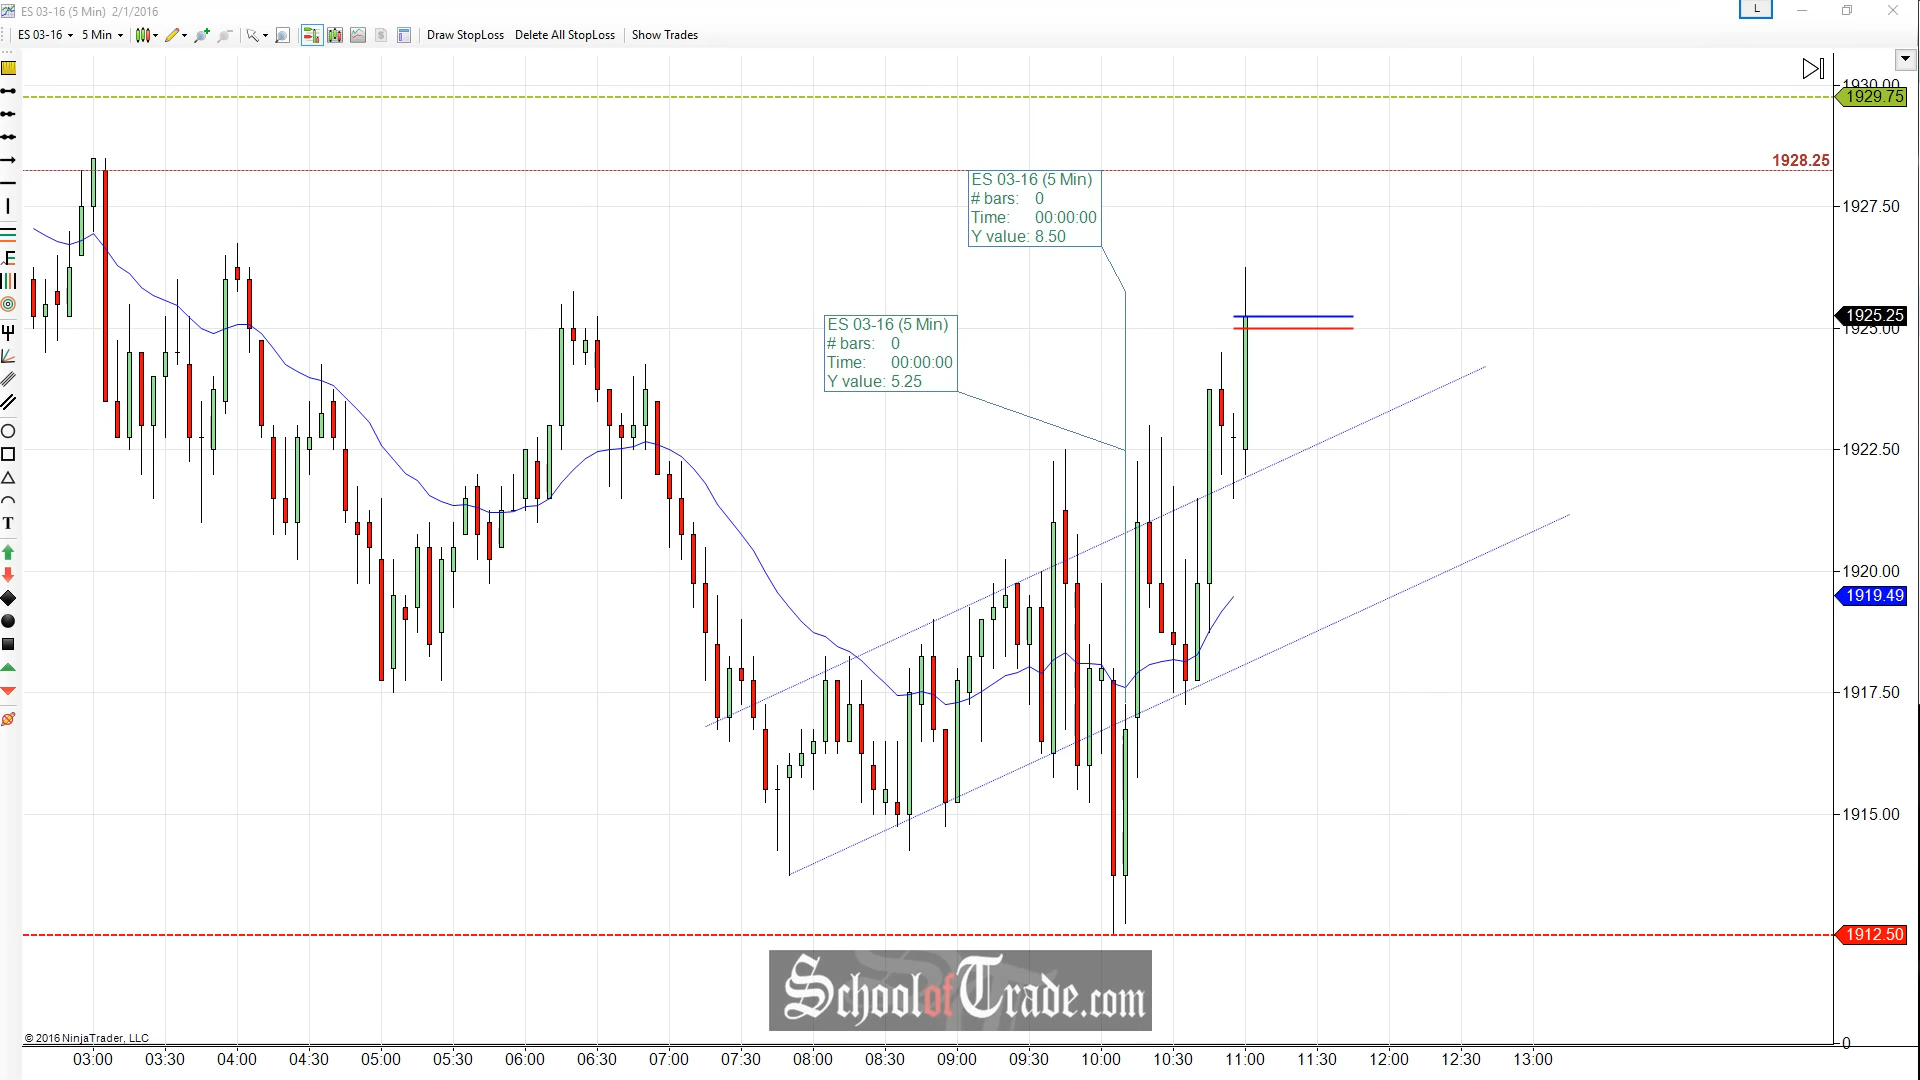 ES 03-16 (5 Min) 2/1/2016
L
ES 03-16 5 Min Draw StopLoss Delete All StopLoss Show Trades
$
1930.00
1929.75
1928.25
ES 03-16 (5 Min)
# bars: 0
Time: 00:00:00
Y value: 8.50
1927.50
ES 03-16 (5 Min)
# bars: 0
Time: 00:00:00
Y value: 5.25
1925.25
1925.00
1922.50
T
1920.00
1919.49
1917.50
1915.00
1912.50
SchoolofTrade.com
© 2016 NinjaTrader, LLC
0
03:00 03:30 04:00 04:30 05:00 05:30 06:00 06:30 07:00 07:30 08:00 08:30 09:00 09:30 10:00 10:30 11:00 11:30 12:00 12:30 13:00